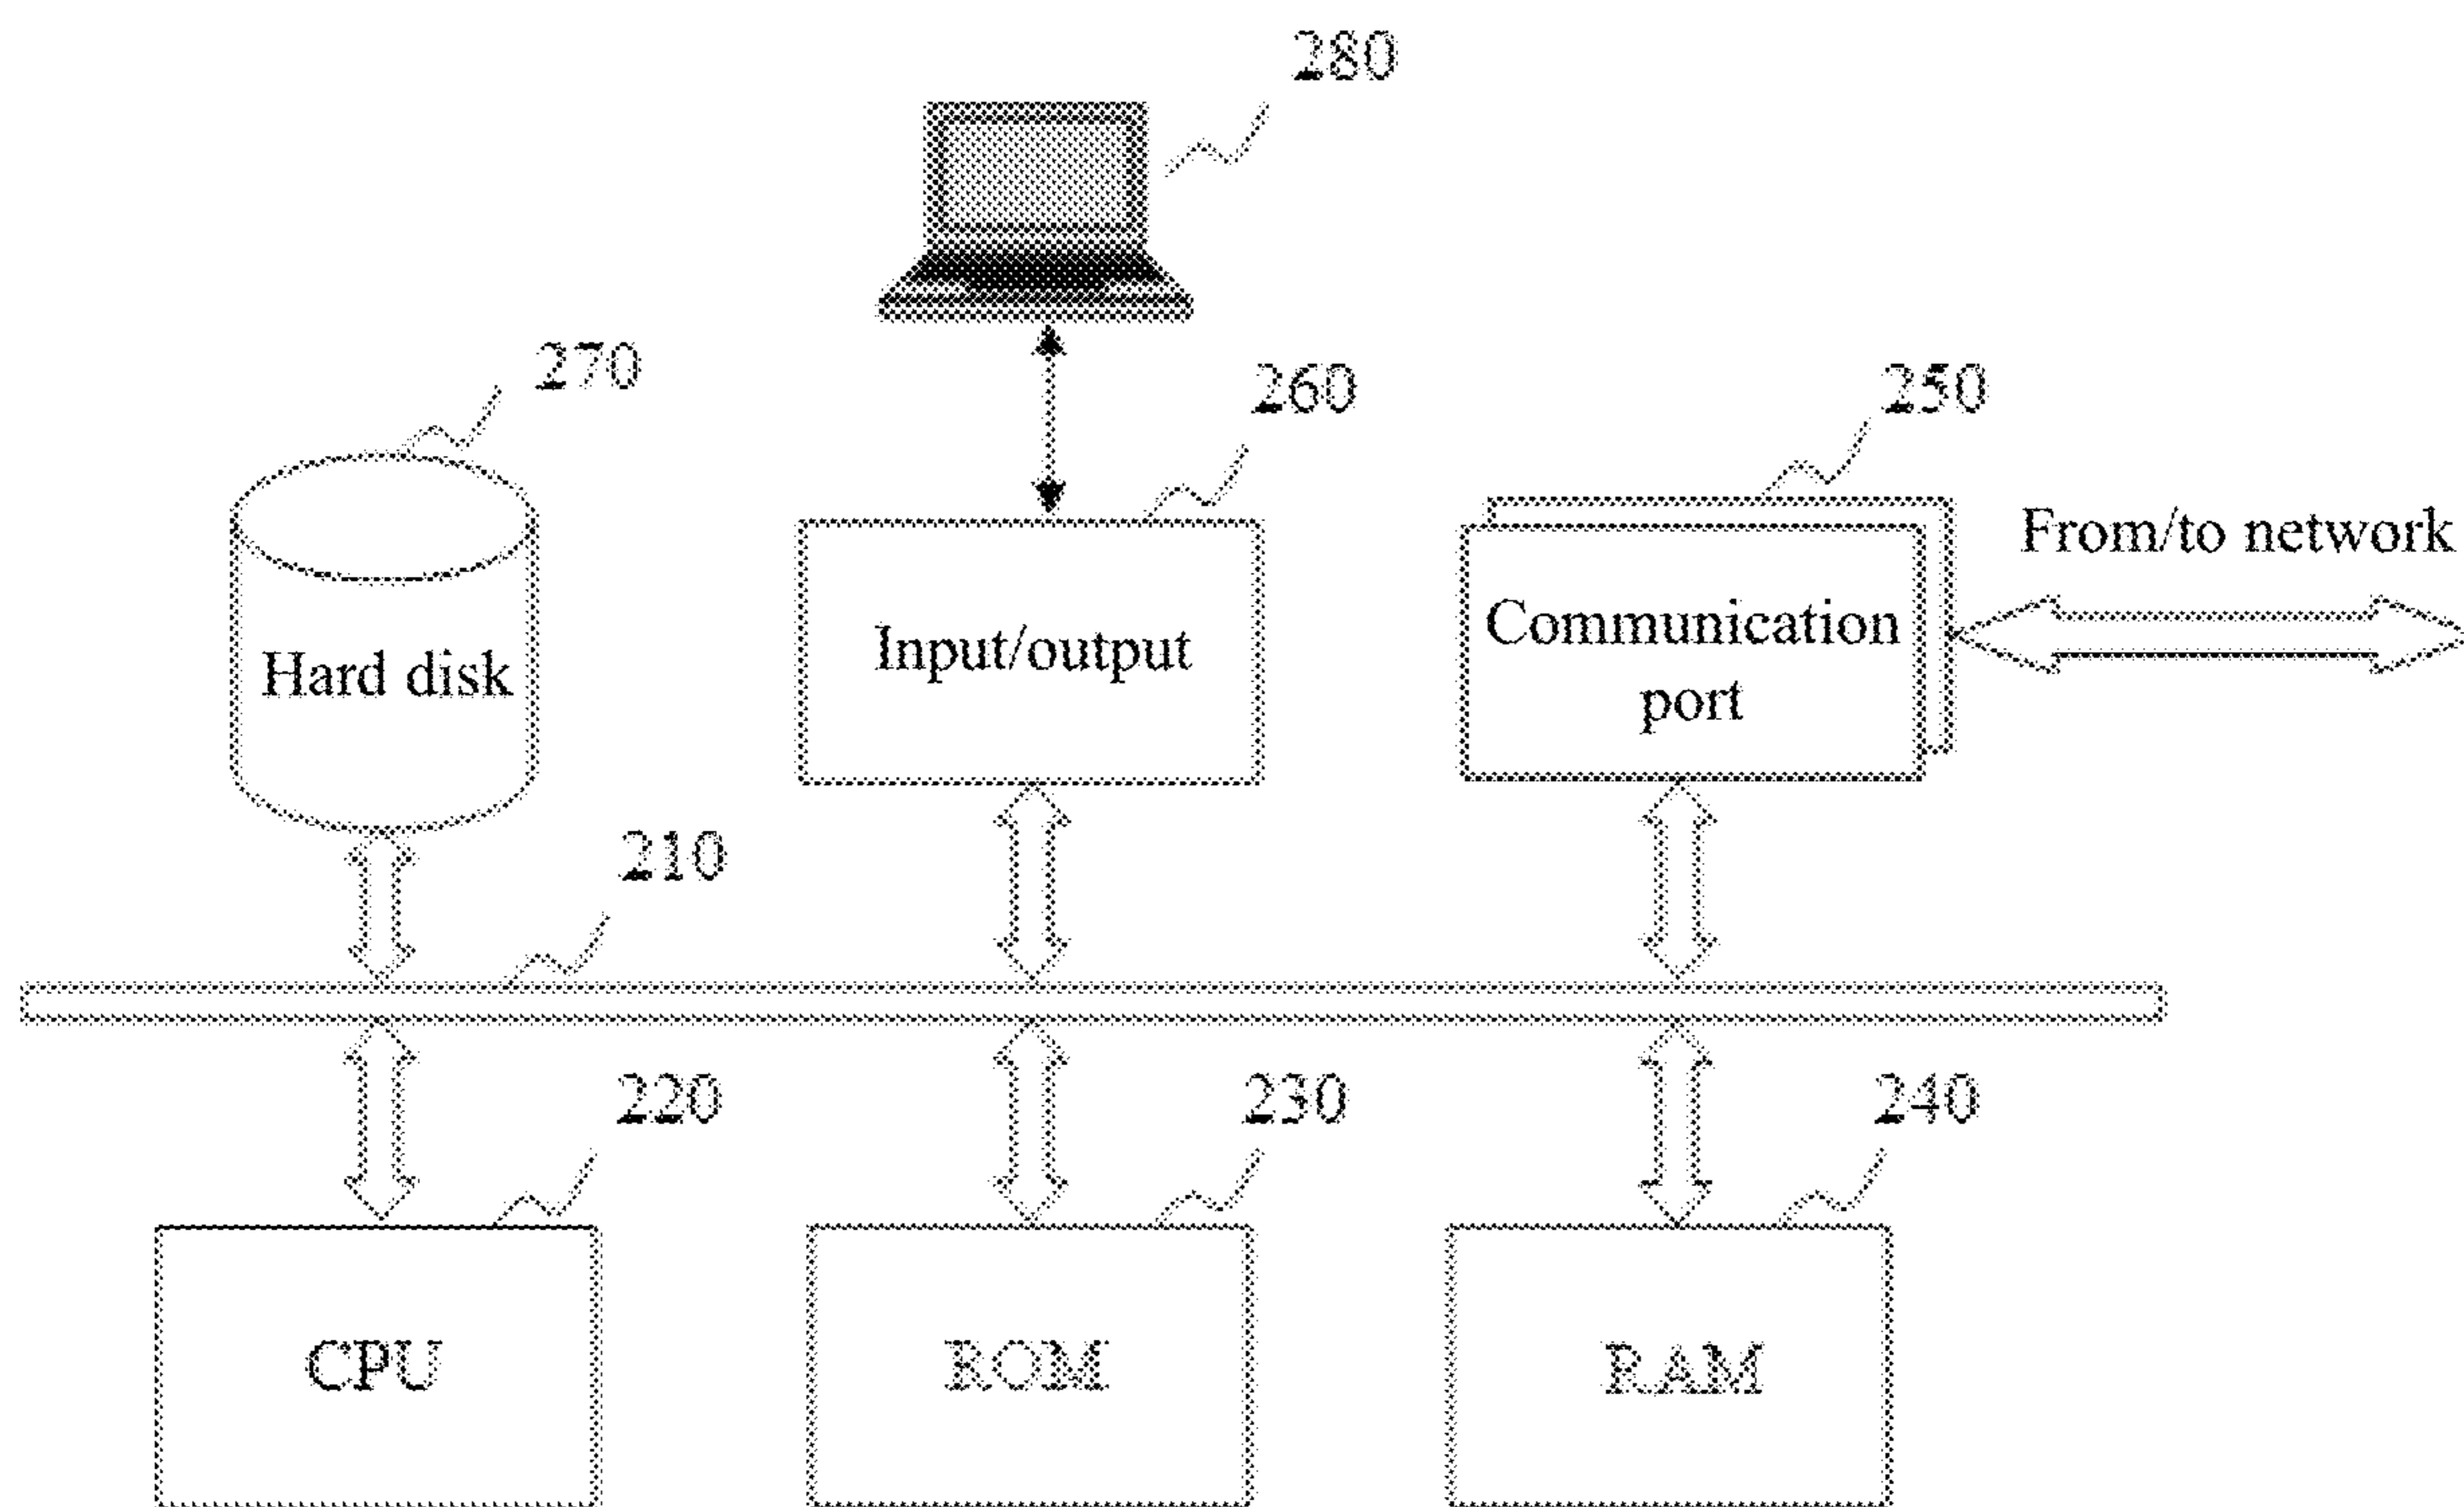 280
270
260
250
From/to network
Hard disk
Input/output
Communication
port
210
220
230
240
CPU
ROM
RAM